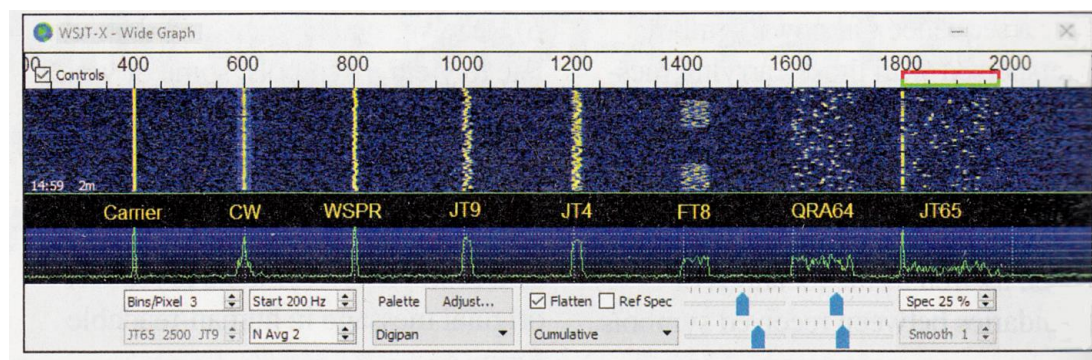 WSJT-X - Wide Graph
Controls
400 600 800 1000 1200 1400 1600 1800 2000
14:59 2m
Carrier CW WSPR JT9 JT4 FT8 QRA64 JT65
Bins/Pixel 3 Start 200 Hz Palette Adjust... Flatten Ref Spec Spec 25 %
JT65 2500 JT9 N Avg 2 Digipan Cumulative Smooth 1